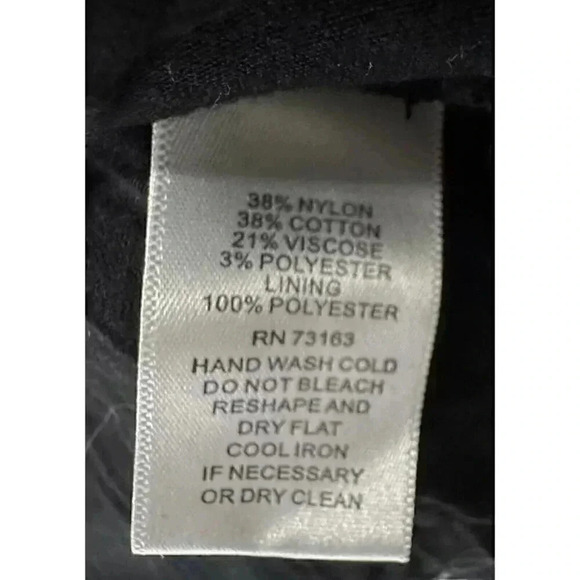 38% NYLON
38% COTTON
21% VISCOSE
3% POLYESTER
LINING
100% POLYESTER
RN 73163
HAND WASH COLD
DO NOT BLEACH
RESHAPE AND
DRY FLAT
COOL IRON
IF NECESSARY
OR DRY CLEAN